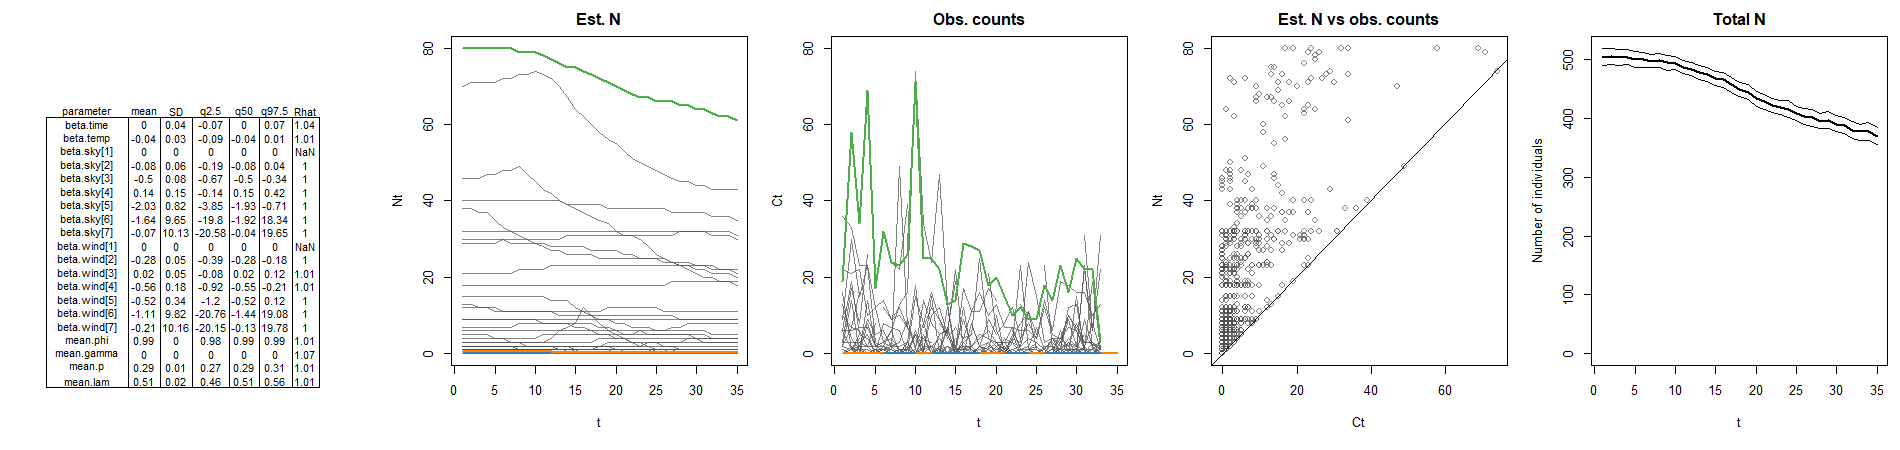 parameter mean SD q2.5 q50 q97.5 Rhat
beta.time 0 0.04 −0.07 0 0.07 1.04
beta.temp −0.04 0.03 −0.09 −0.04 0.01 1.01
beta.sky[1] 0 0 0 0 0 NaN
beta.sky[2] −0.08 0.06 −0.19 −0.08 0.04 1
beta.sky[3] −0.5 0.08 −0.67 −0.5 −0.34 1
beta.sky[4] 0.14 0.15 −0.14 0.15 0.42 1
beta.sky[5] −2.03 0.82 −3.85 −1.93 −0.71 1
beta.sky[6] −1.64 9.65 −19.8 −1.92 18.34 1
beta.sky[7] −0.07 10.13 −20.58 −0.04 19.65 1
beta.wind[1] 0 0 0 0 0 NaN
beta.wind[2] −0.28 0.05 −0.39 −0.28 −0.18 1
beta.wind[3] 0.02 0.05 −0.08 0.02 0.12 1.01
beta.wind[4] −0.56 0.18 −0.92 −0.55 −0.21 1.01
beta.wind[5] −0.52 0.34 −1.2 −0.52 0.12 1
beta.wind[6] −1.11 9.82 −20.76 −1.44 19.08 1
beta.wind[7] −0.21 10.16 −20.15 −0.13 19.78 1
mean.phi 0.99 0 0.98 0.99 0.99 1.01
mean.gamma 0 0 0 0 0 1.07
mean.p 0.29 0.01 0.27 0.29 0.31 1.01
mean.lam 0.51 0.02 0.46 0.51 0.56 1.01
Est. N
Nt
80
60
40
20
0
0 5 10 15 20 25 30 35
t
Obs. counts
Ct
80
60
40
20
0
0 5 10 15 20 25 30 35
t
Est. N vs obs. counts
Nt
80
60
40
20
0
0 20 40 60
Ct
Total N
Number of individuals
500
400
300
200
100
0
0 5 10 15 20 25 30 35
t